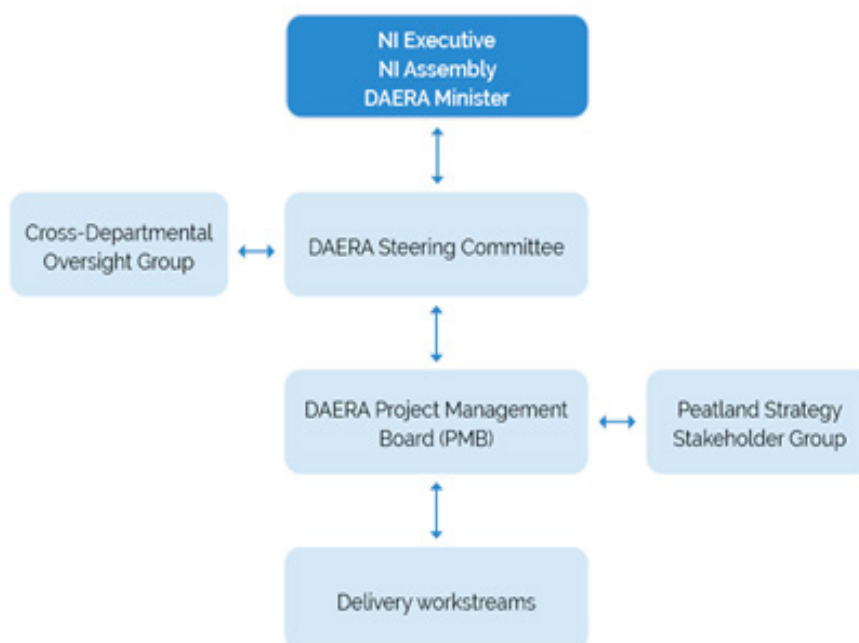 NI Executive
NI Assembly
DAERA Minister
Cross-Departmental
Oversight Group
DAERA Steering Committee
DAERA Project Management
Board (PMB)
Peatland Strategy
Stakeholder Group
Delivery workstreams